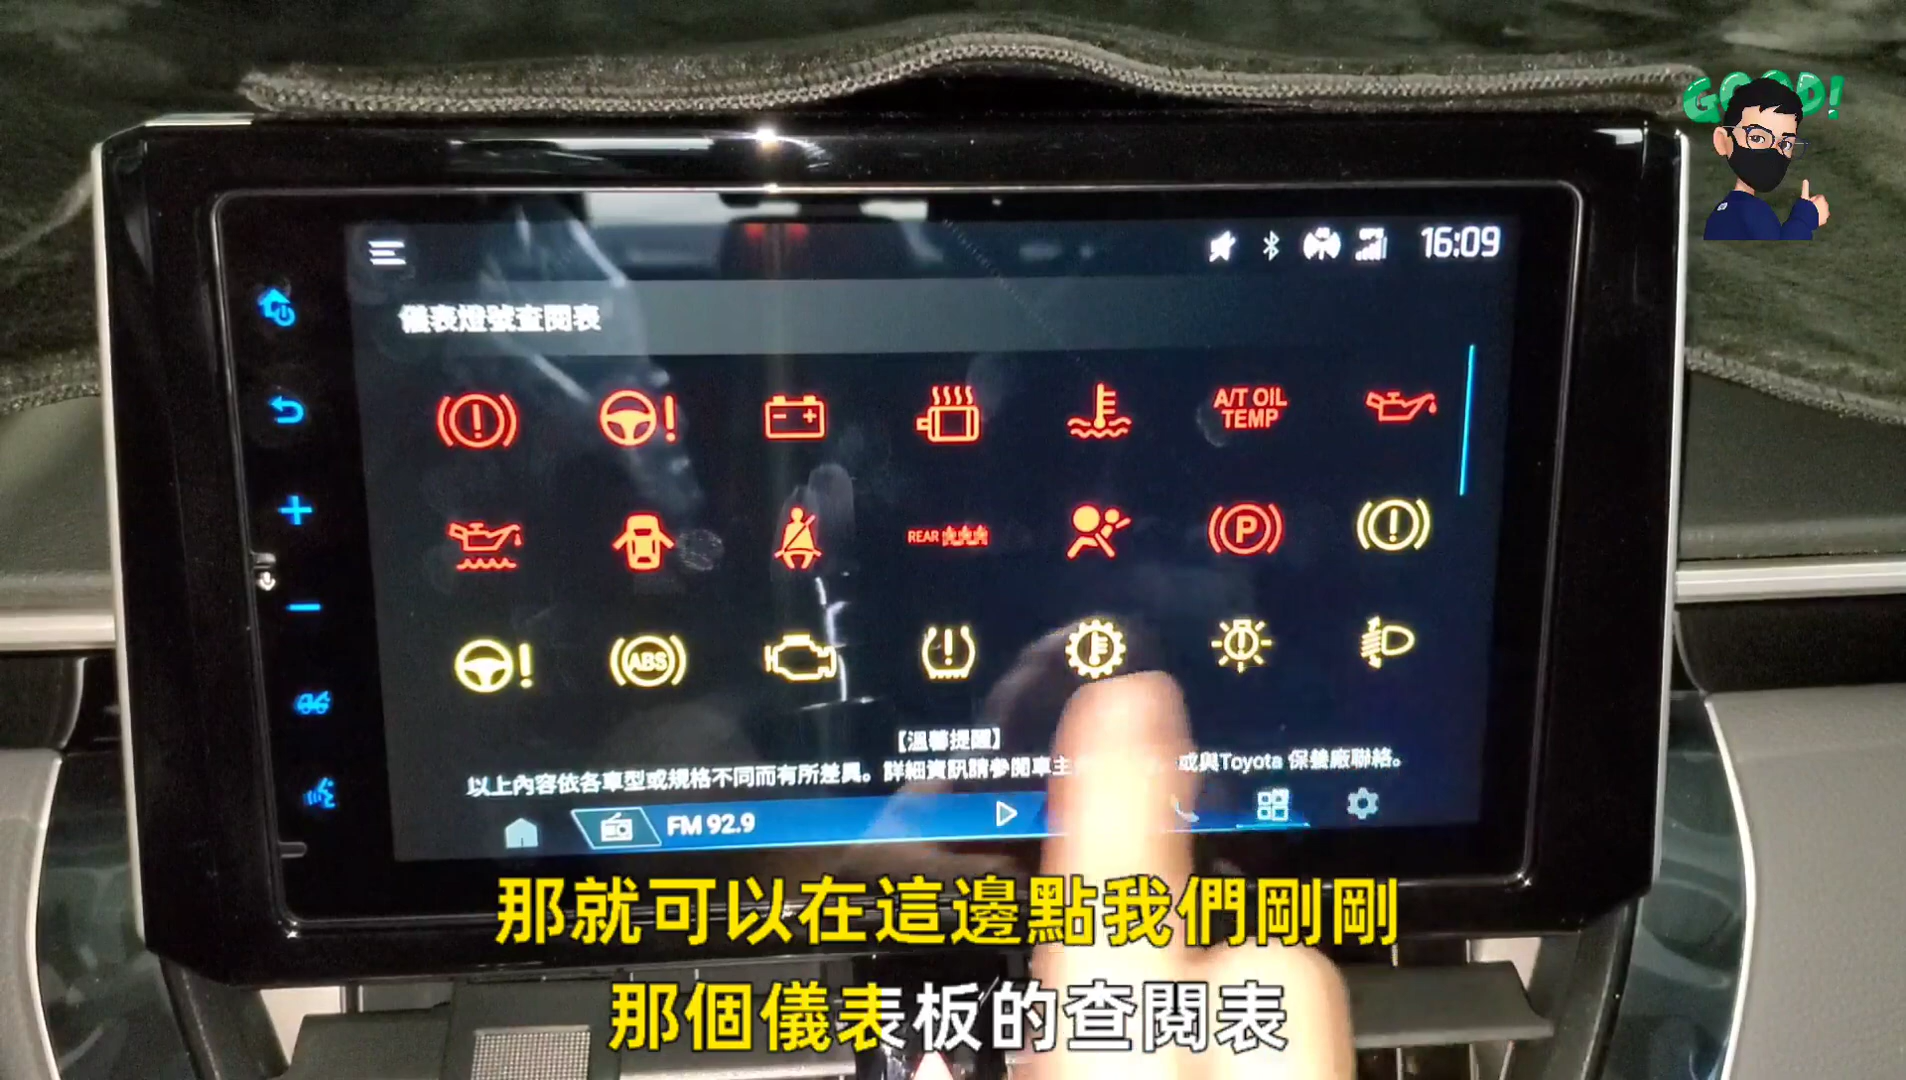 GOOD!
16:09
儀表燈號查閱表
A/T OIL
TEMP
REAR
P
ABS
【溫馨提醒】
以上內容依各車型或規格不同而有所差異。詳細資訊請參閱車主
或與Toyota 保養廠聯絡。
FM 92.9
那就可以在這邊點我們剛剛
那個儀表板的查閱表